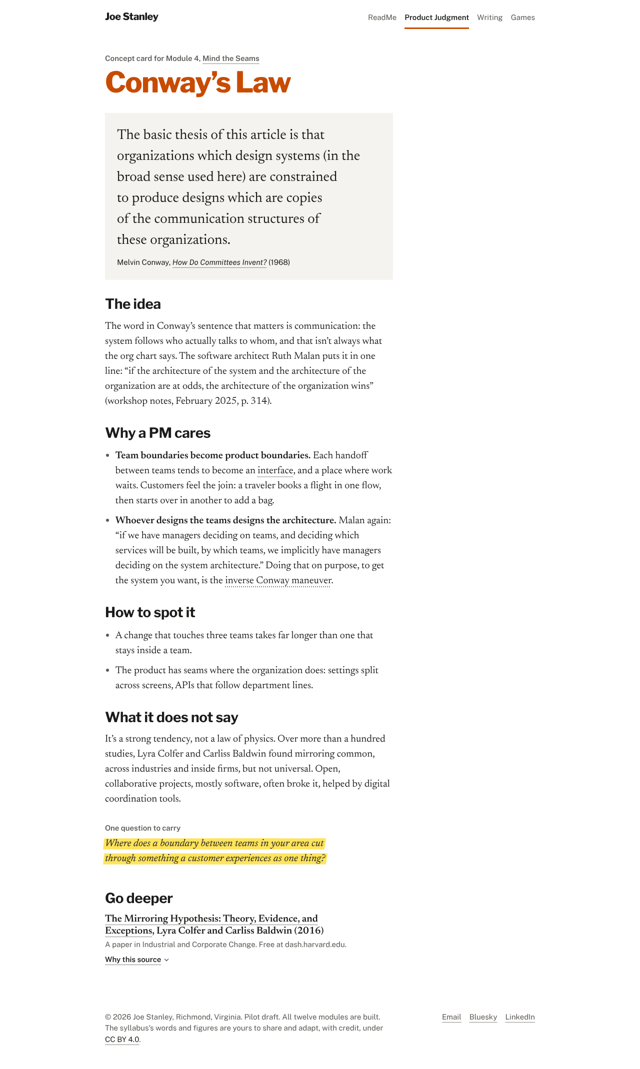 Joe Stanley
ReadMe Product Judgment Writing Games
Concept card for Module 4, Mind the Seams
Conway’s Law
The basic thesis of this article is that
organizations which design systems (in the
broad sense used here) are constrained
to produce designs which are copies
of the communication structures of
these organizations.
Melvin Conway, How Do Committees Invent? (1968)
The idea
The word in Conway’s sentence that matters is communication: the
system follows who actually talks to whom, and that isn’t always what
the org chart says. The software architect Ruth Malan puts it in one
line: “if the architecture of the system and the architecture of the
organization are at odds, the architecture of the organization wins”
(workshop notes, February 2025, p. 314).
Why a PM cares
• Team boundaries become product boundaries. Each handoff
between teams tends to become an interface, and a place where work
waits. Customers feel the join: a traveler books a flight in one flow,
then starts over in another to add a bag.
• Whoever designs the teams designs the architecture. Malan again:
“if we have managers deciding on teams, and deciding which
services will be built, by which teams, we implicitly have managers
deciding on the system architecture.” Doing that on purpose, to get
the system you want, is the inverse Conway maneuver.
How to spot it
• A change that touches three teams takes far longer than one that
stays inside a team.
• The product has seams where the organization does: settings split
across screens, APIs that follow department lines.
What it does not say
It’s a strong tendency, not a law of physics. Over more than a hundred
studies, Lyra Colfer and Carliss Baldwin found mirroring common,
across industries and inside firms, but not universal. Open,
collaborative projects, mostly software, often broke it, helped by digital
coordination tools.
One question to carry
Where does a boundary between teams in your area cut
through something a customer experiences as one thing?
Go deeper
The Mirroring Hypothesis: Theory, Evidence, and
Exceptions, Lyra Colfer and Carliss Baldwin (2016)
A paper in Industrial and Corporate Change. Free at dash.harvard.edu.
Why this source
© 2026 Joe Stanley, Richmond, Virginia. Pilot draft. All twelve modules are built.
The syllabus’s words and figures are yours to share and adapt, with credit, under
CC BY 4.0.
Email Bluesky LinkedIn